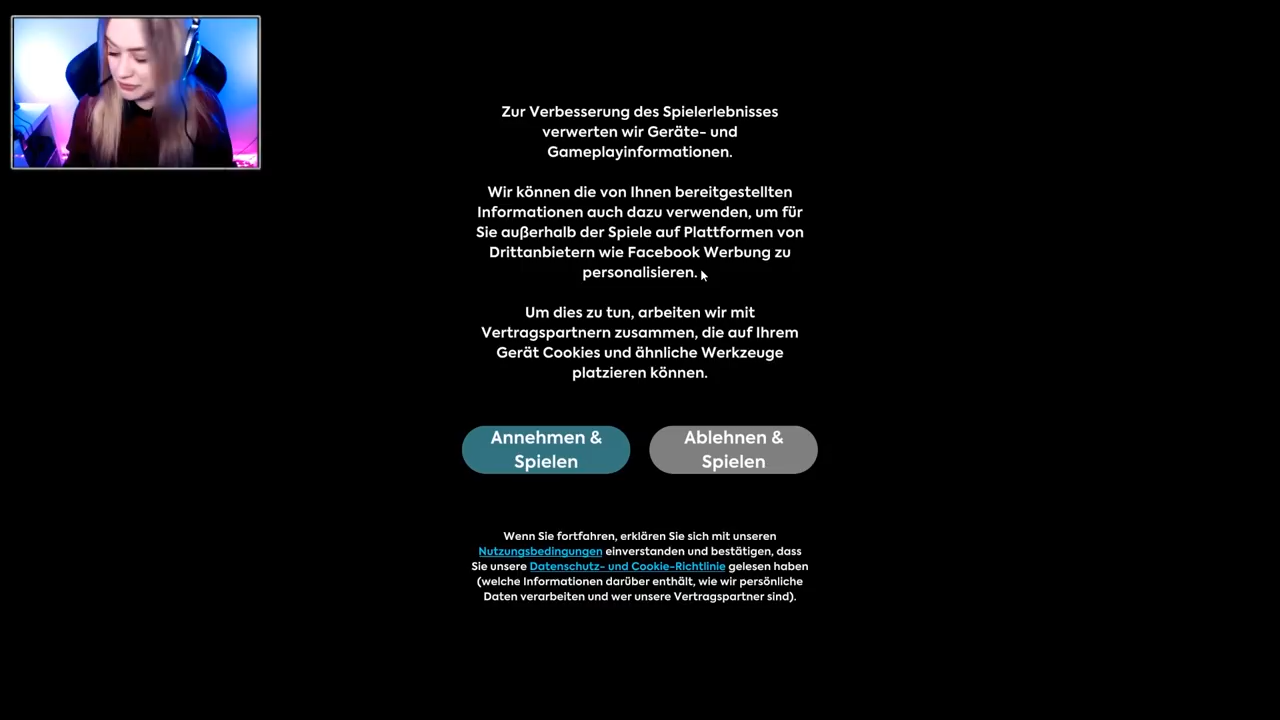 Zur Verbesserung des Spielerlebnisses
verwerten wir Geräte- und
Gameplayinformationen.
Wir können die von Ihnen bereitgestellten
Informationen auch dazu verwenden, um für
Sie außerhalb der Spiele auf Plattformen von
Drittanbietern wie Facebook Werbung zu
personalisieren.
Um dies zu tun, arbeiten wir mit
Vertragspartnern zusammen, die auf Ihrem
Gerät Cookies und ähnliche Werkzeuge
platzieren können.
Annehmen &
Spielen
Ablehnen &
Spielen
Wenn Sie fortfahren, erklären Sie sich mit unseren
Nutzungsbedingungen einverstanden und bestätigen, dass
Sie unsere Datenschutz- und Cookie-Richtlinie gelesen haben
(welche Informationen darüber enthält, wie wir persönliche
Daten verarbeiten und wer unsere Vertragspartner sind).